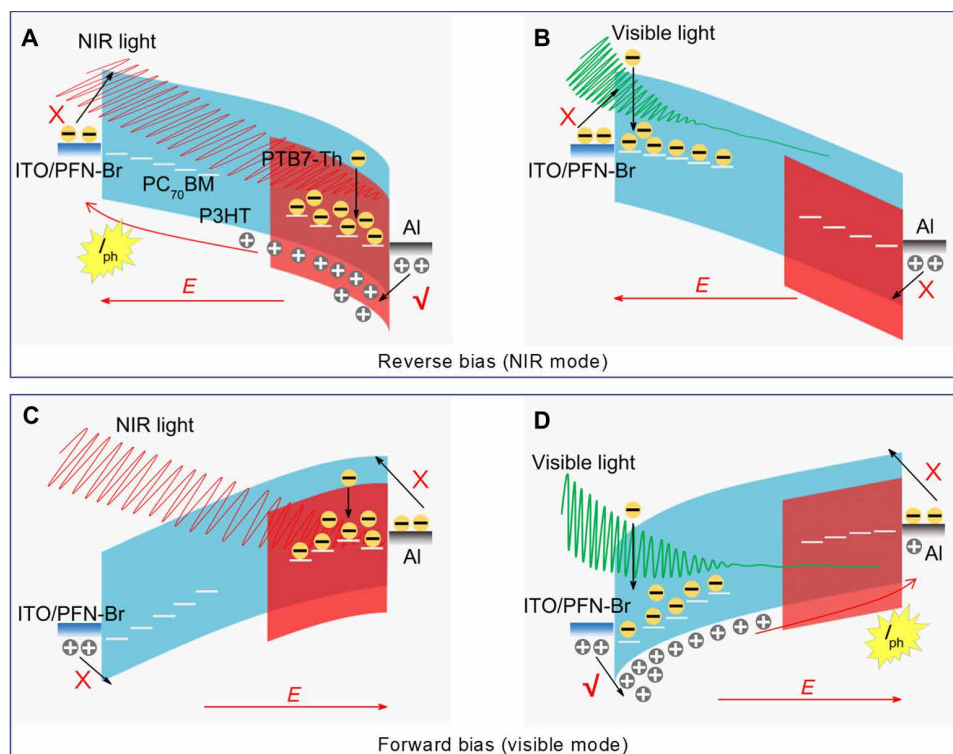 A
NIR light
X
ITO/PFN-Br
PTB7-Th
PC70BM
P3HT
Al
Iph
E
√
B
Visible light
X
ITO/PFN-Br
Al
E
X
Reverse bias (NIR mode)
C
NIR light
X
Al
ITO/PFN-Br
X
E
D
Visible light
X
Al
ITO/PFN-Br
Iph
√
E
Forward bias (visible mode)